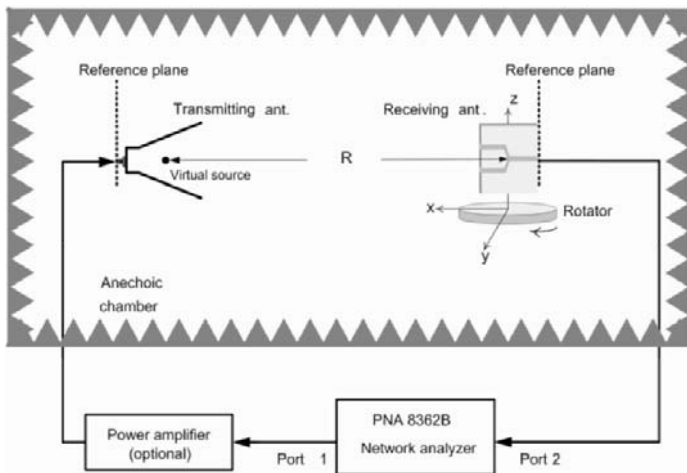 Reference plane
Reference plane
Transmitting ant.
Receiving ant.
z
R
Virtual source
x
Rotator
y
Anechoic
chamber
Power amplifier
(optional)
Port 1
PNA 8362B
Network analyzer
Port 2